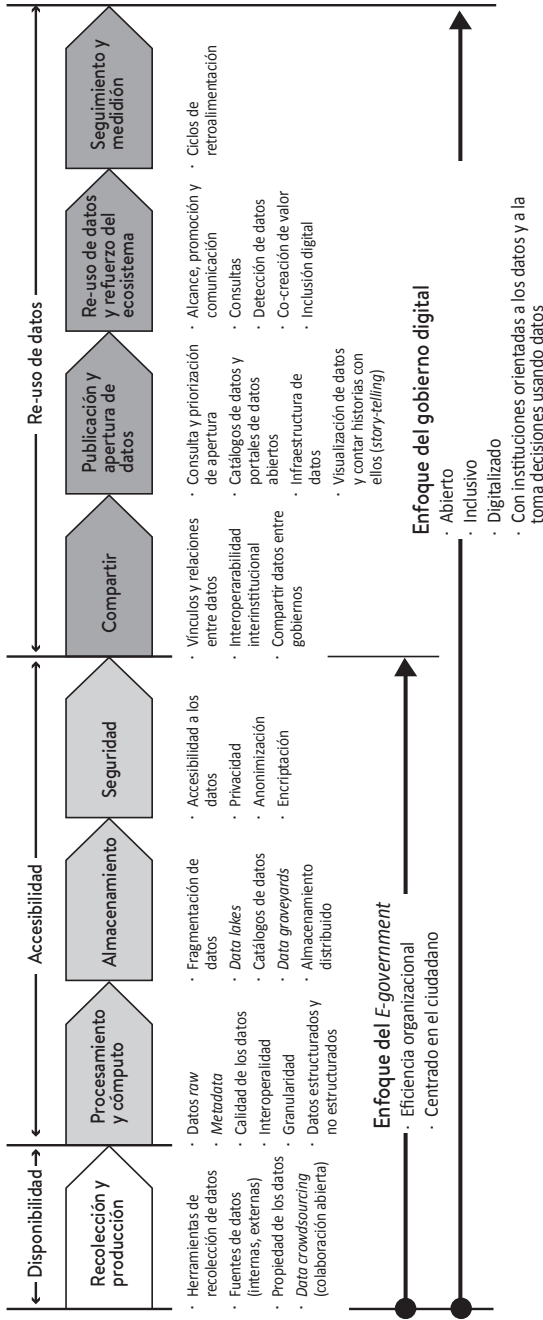 Disponibilidad
Accesibilidad
Re-uso de datos
Recolección y
producción
· Herramientas de
recolección de datos
· Fuentes de datos
(internas, externas)
· Propiedad de los datos
· Data crowdsourcing
(colaboración abierta)
Procesamiento
y cómputo
· Datos raw
· Metadata
· Calidad de los datos
· Interoperalidad
· Granularidad
· Datos estructurados y
no estructurados
Almacenamiento
· Fragmentación de
datos
· Data lakes
· Catálogos de datos
· Data graveyards
· Almacenamiento
distribuido
Seguridad
· Accesibilidad a los
datos
· Privacidad
· Anonimización
· Encriptación
Compartir
· Vínculos y relaciones
entre datos
· Interoperarabilidad
interinstitucional
· Compartir datos entre
gobiernos
Publicación y
apertura de
datos
· Consulta y priorización
de apertura
· Catálogos de datos y
portales de datos
abiertos
· Infraestructura de
datos
· Visualización de datos
y contar historias con
ellos (story-telling)
Re-uso de datos
y refuerzo del
ecosistema
· Alcance, promoción y
comunicación
· Consultas
· Detección de datos
· Co-creación de valor
· Inclusión digital
Seguimiento y
medidión
· Ciclos de
retroalimentación
Enfoque del E-government
· Eficiencia organizacional
· Centrado en el ciudadano
Enfoque del gobierno digital
· Abierto
· Inclusivo
· Digitalizado
· Con instituciones orientadas a los datos y a la
toma decisiones usando datos